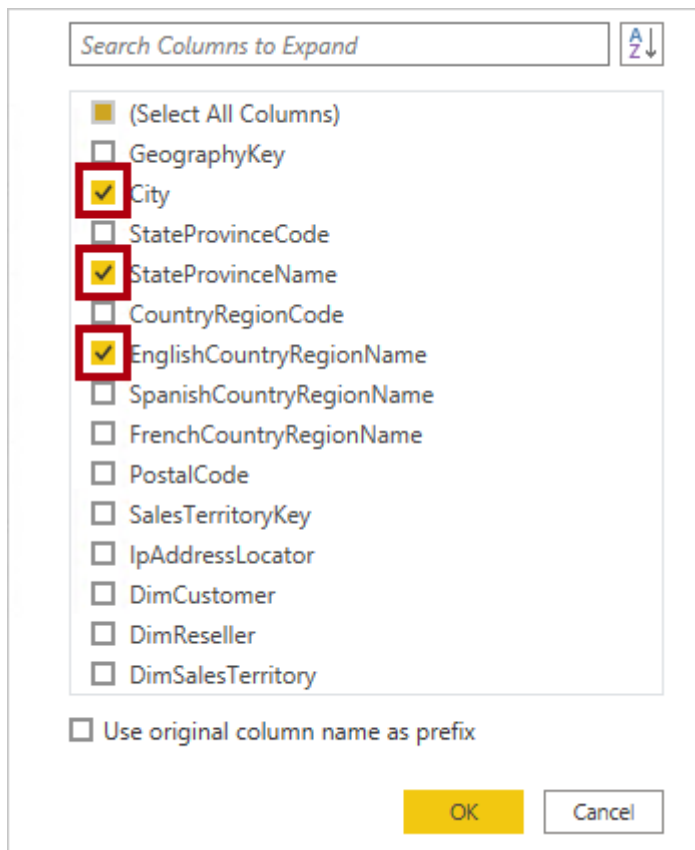 Search Columns to Expand
(Select All Columns)
GeographyKey
City
StateProvinceCode
StateProvinceName
CountryRegionCode
EnglishCountryRegionName
SpanishCountryRegionName
FrenchCountryRegionName
PostalCode
SalesTerritoryKey
IpAddressLocator
DimCustomer
DimReseller
DimSalesTerritory
Use original column name as prefix
OK Cancel